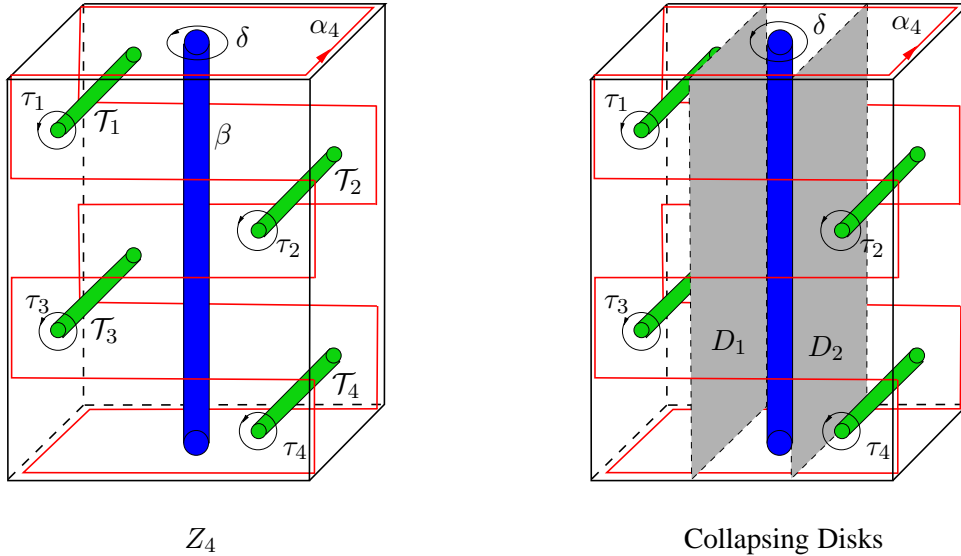 δ α₄
τ₁ 𝒯₁ β
𝒯₂
τ₂
τ₃ 𝒯₃
𝒯₄
τ₄
Z₄
δ α₄
τ₁
τ₂
τ₃
D₁ D₂
τ₄
Collapsing Disks